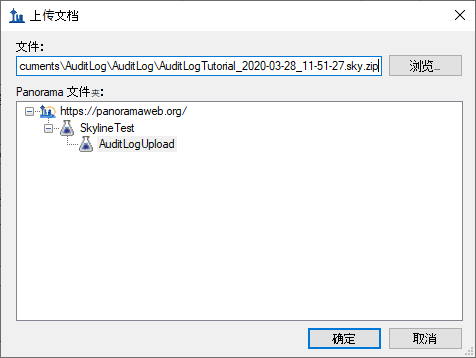 上传文档
文件:
cuments\AuditLog\AuditLog\AuditLogTutorial_2020-03-28_11-51-27.sky.zip
浏览...
Panorama 文件夹:
https://panoramaweb.org/
SkylineTest
AuditLogUpload
确定
取消